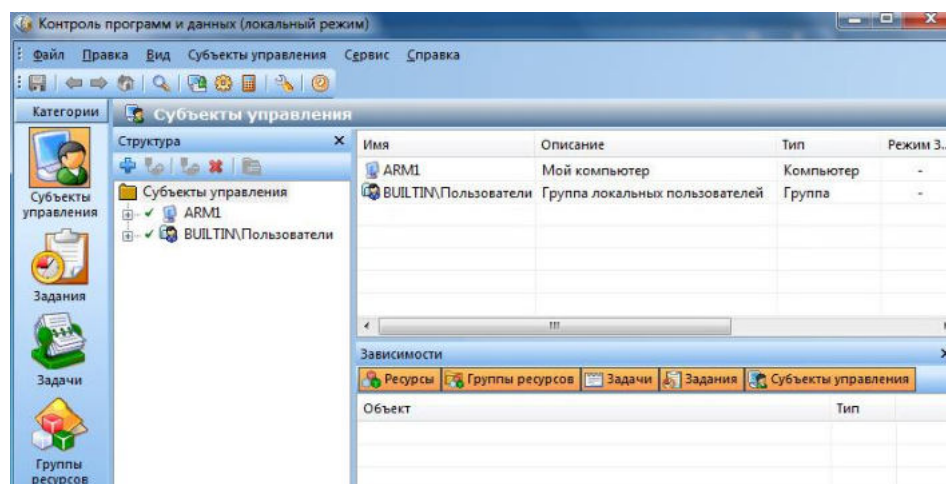 Контроль программ и данных (локальный режим)
Файл Правка Вид Субъекты управления Сервис Справка
Категории
Субъекты управления
Субъекты
управления
Задания
Задачи
Группы
ресурсов
Структура
Субъекты управления
ARM1
BUILTIN\Пользователи
Имя Описание Тип Режим З...
ARM1 Мой компьютер Компьютер -
BUILTIN\Пользователи Группа локальных пользователей Группа -
Зависимости
Ресурсы Группы ресурсов Задачи Задания Субъекты управления
Объект Тип